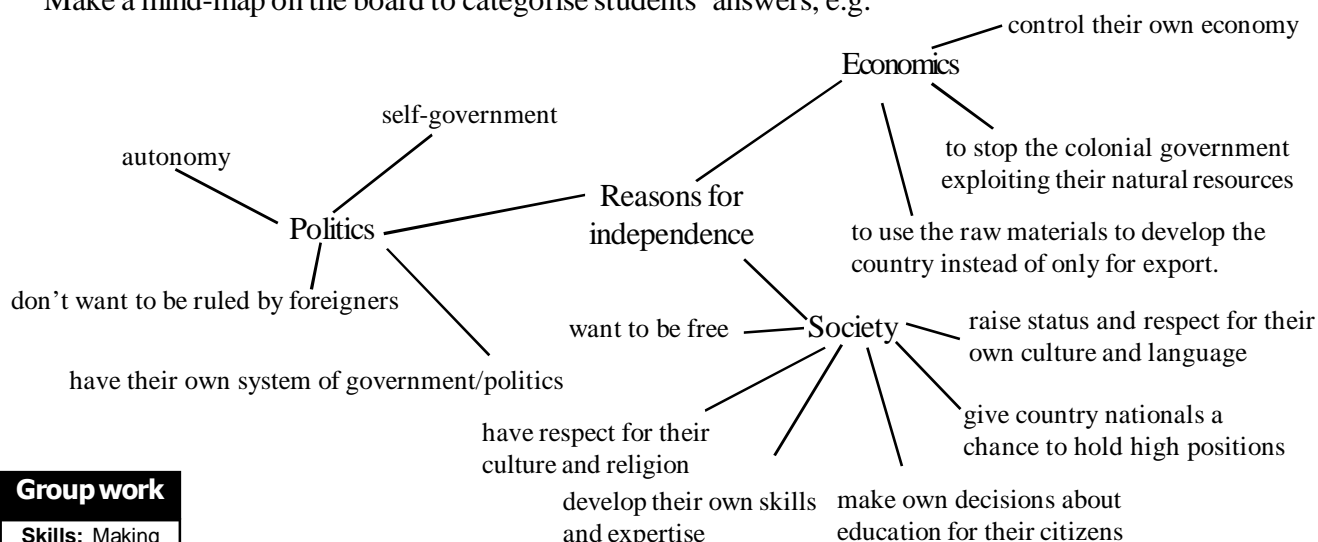 Make a mind-map on the board to categorise students' answers, e.g.
control their own economy
Economics
self-government
autonomy
to stop the colonial government
exploiting their natural resources
Reasons for
independence
Politics
to use the raw materials to develop the
country instead of only for export.
don't want to be ruled by foreigners
want to be free
Society
raise status and respect for their
own culture and language
have their own system of government/politics
give country nationals a
chance to hold high positions
have respect for their
culture and religion
develop their own skills
and expertise
make own decisions about
education for their citizens
Group work
Skills: Making